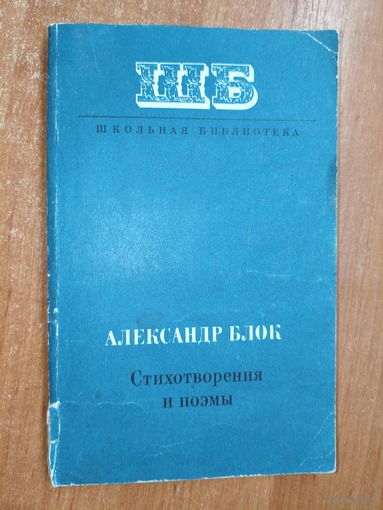 ШБ
ШКОЛЬНАЯ БИБЛИОТЕКА
АЛЕКСАНДР БЛОК
Стихотворения
и поэмы